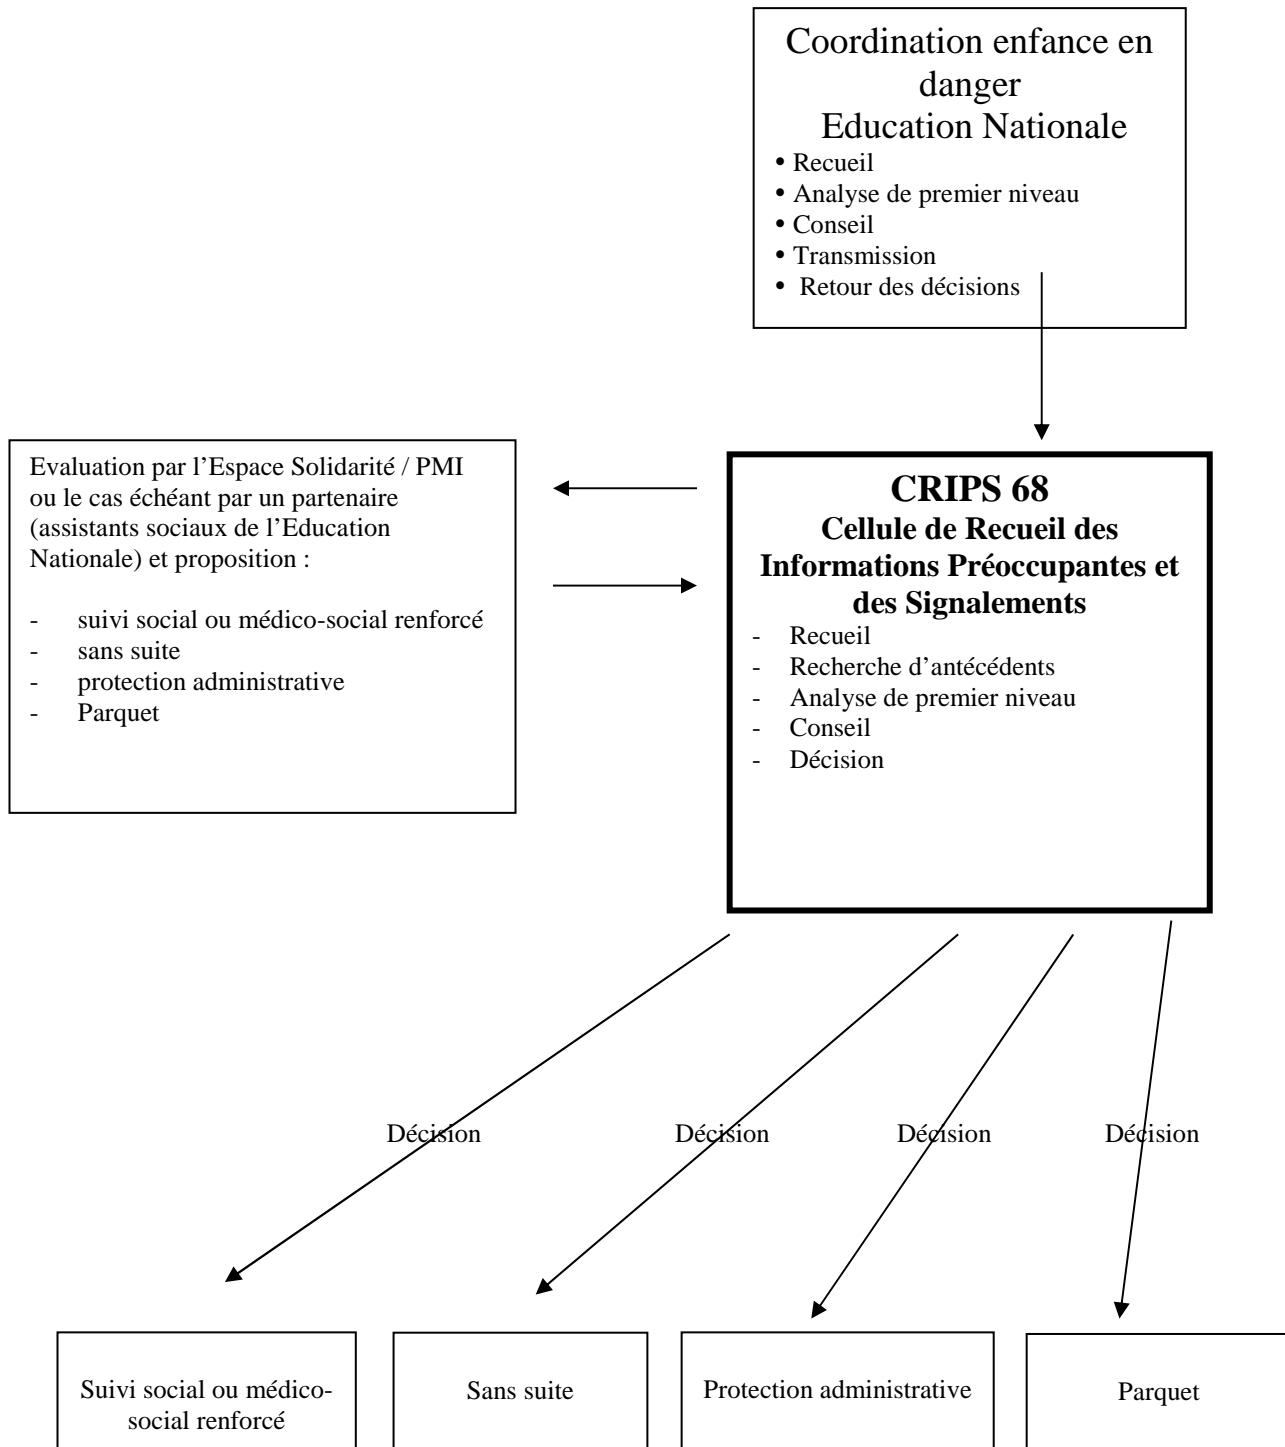 Coordination enfance en
danger
Education Nationale
• Recueil
• Analyse de premier niveau
• Conseil
• Transmission
• Retour des décisions
Evaluation par l’Espace Solidarité / PMI
ou le cas échéant par un partenaire
(assistants sociaux de l’Education
Nationale) et proposition :
- suivi social ou médico-social renforcé
- sans suite
- protection administrative
- Parquet
CRIPS 68
Cellule de Recueil des
Informations Préoccupantes et
des Signalements
- Recueil
- Recherche d’antécédents
- Analyse de premier niveau
- Conseil
- Décision
Décision
Décision
Décision
Décision
Suivi social ou médico-
social renforcé
Sans suite
Protection administrative
Parquet